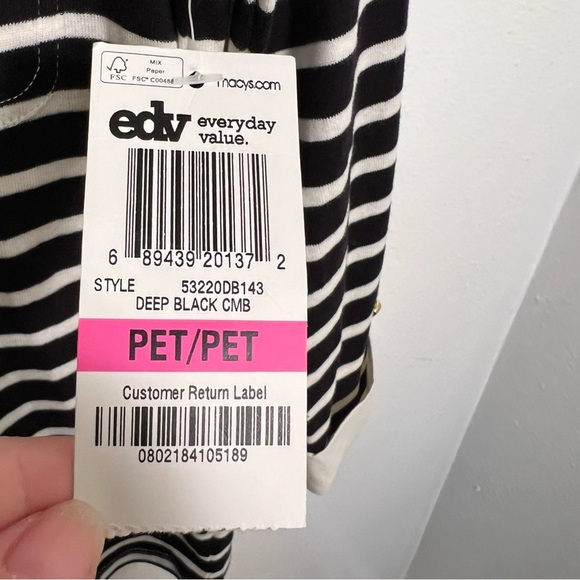 MIX
Paper
FSC
FSC® C00458
macys.com
edv everyday
value.
6 89439 20137 2
STYLE 53220DB143
DEEP BLACK CMB
PET/PET
Customer Return Label
0802184105189